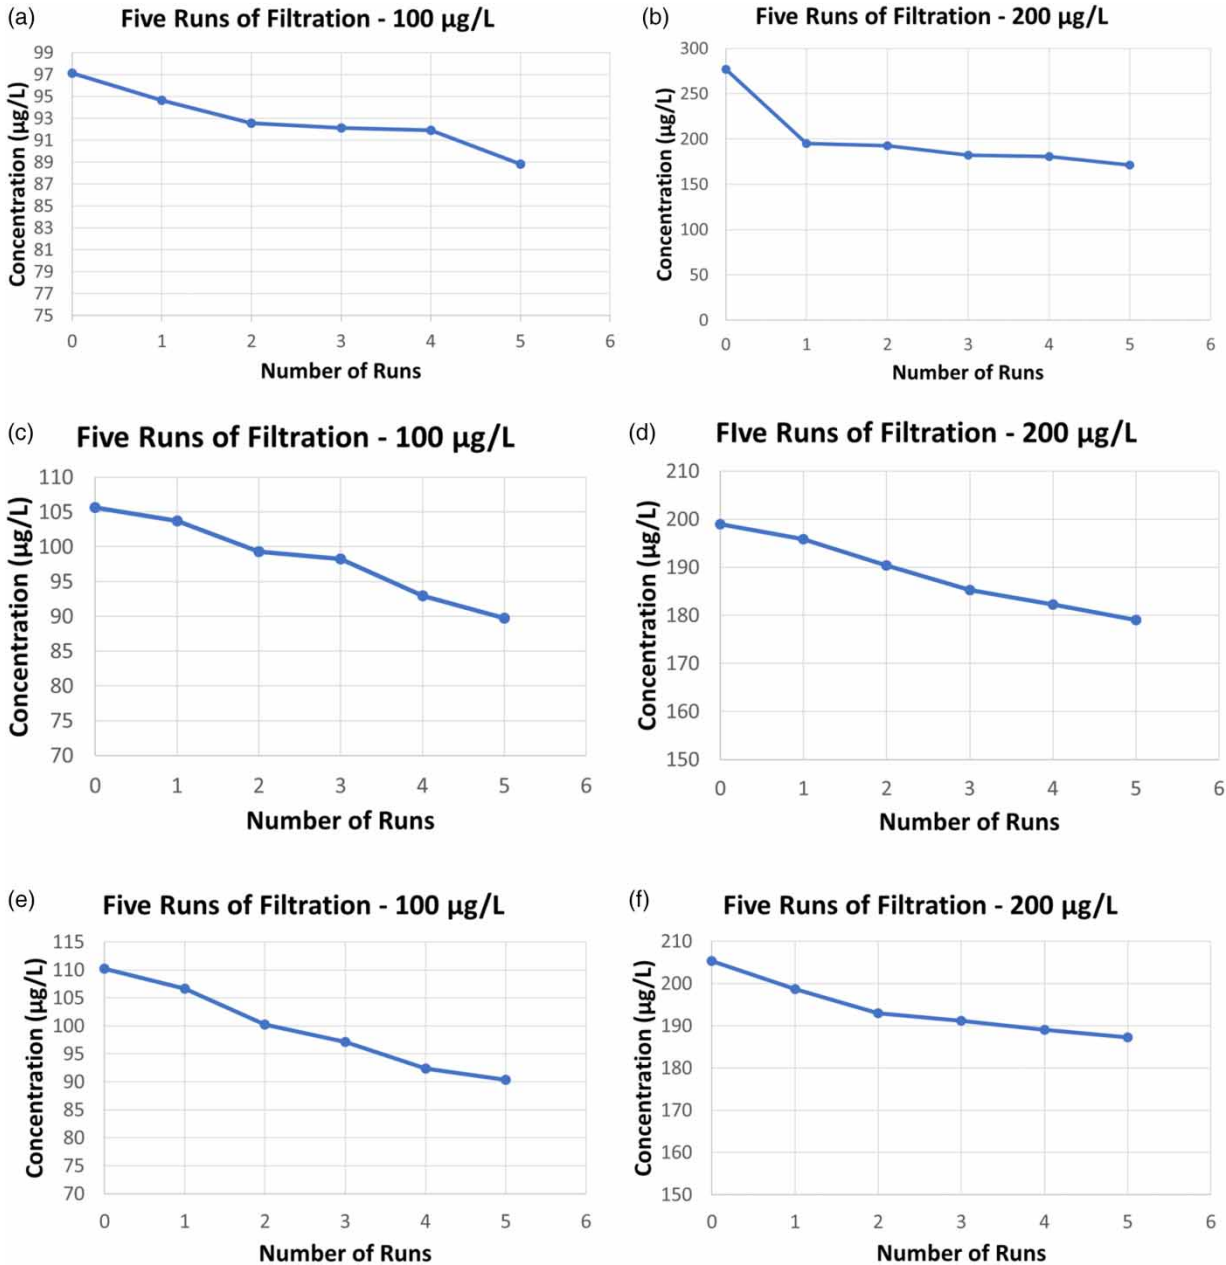 (a)
Five Runs of Filtration - 100 µg/L
Concentration (µg/L)
99
97
95
93
91
89
87
85
83
81
79
77
75
0 1 2 3 4 5 6
Number of Runs
(b)
Five Runs of Filtration - 200 µg/L
Concentration (µg/L)
300
250
200
150
100
50
0
0 1 2 3 4 5 6
Number of Runs
(c)
Five Runs of Filtration - 100 µg/L
Concentration (µg/L)
110
105
100
95
90
85
80
75
70
0 1 2 3 4 5 6
Number of Runs
(d)
FIve Runs of Filtration - 200 µg/L
Concentration (µg/L)
210
200
190
180
170
160
150
0 1 2 3 4 5 6
Number of Runs
(e)
Five Runs of Filtration - 100 µg/L
Concentration (µg/L)
115
110
105
100
95
90
85
80
75
70
0 1 2 3 4 5 6
Number of Runs
(f)
Five Runs of Filtration - 200 µg/L
Concentration (µg/L)
210
200
190
180
170
160
150
0 1 2 3 4 5 6
Number of Runs